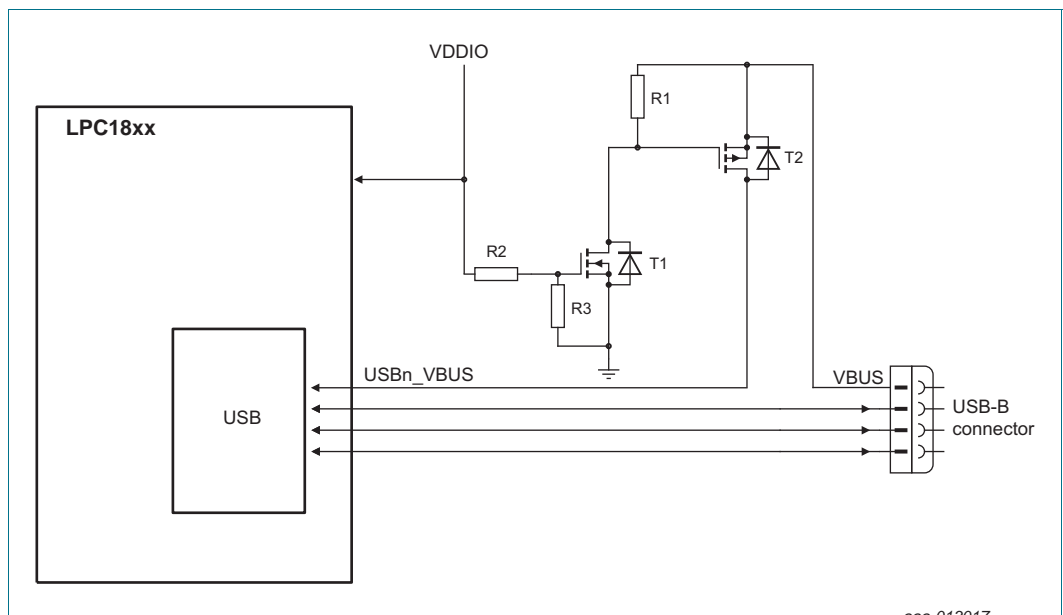 VDDIO
R1
LPC18xx
T2
R2
T1
R3
USBn_VBUS
VBUS
USB
USB-B
connector